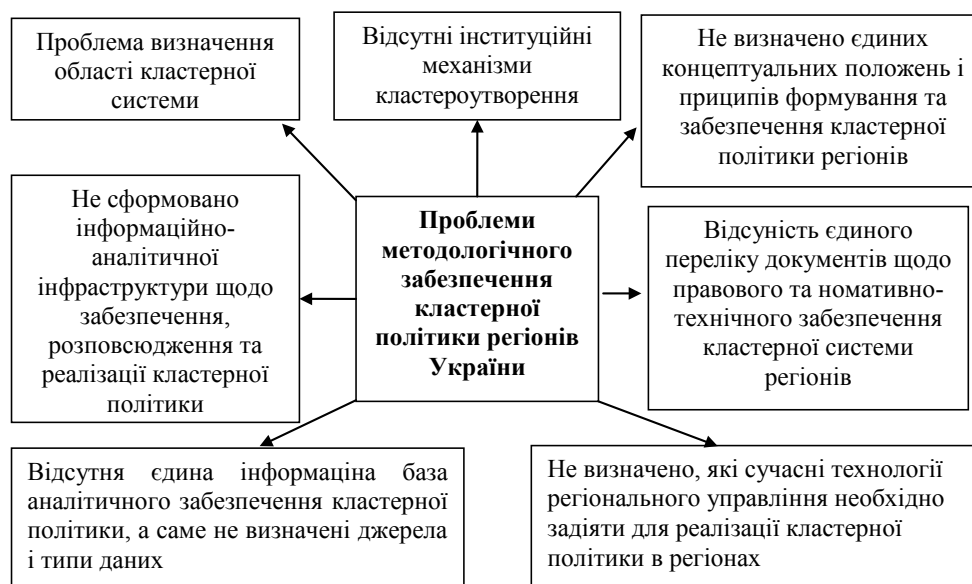 Проблема визначення
області кластерної
системи
Відсутні інституційні
механізми
кластероутворення
Не визначено єдиних
концептуальних положень і
приципів формування та
забезпечення кластерної
політики регіонів
Не сформовано
інформаційно-
аналітичної
інфраструктури щодо
забезпечення,
розповсюдження та
реалізації кластерної
політики
Проблеми
методологічного
забезпечення
кластерної
політики регіонів
України
Відсуність єдиного
переліку документів щодо
правового та номативно-
технічного забезпечення
кластерної системи
регіонів
Відсутня єдина інформаціна база
аналітичного забезпечення кластерної
політики, а саме не визначені джерела
і типи даних
Не визначено, які сучасні технології
регіонального управління необхідно
задіяти для реалізації кластерної
політики в регіонах